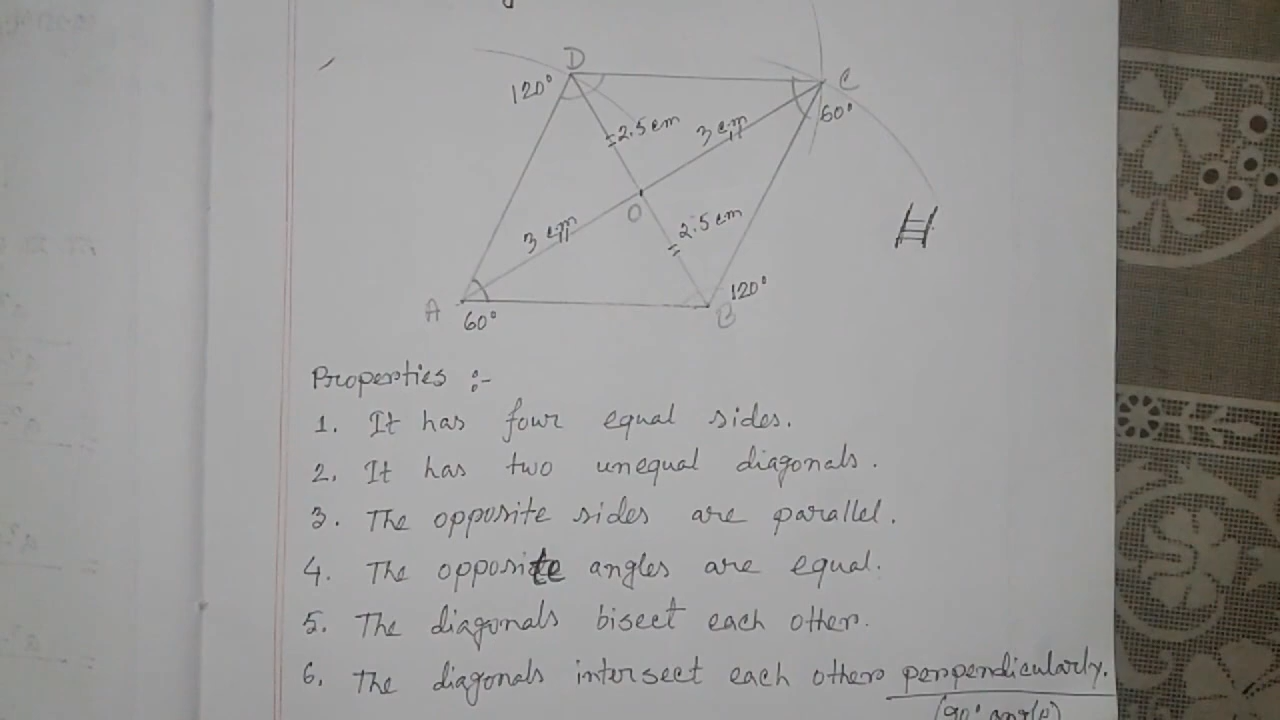 D
120°
C
60°
= 2.5 cm
3 cm
O
3 cm
= 2.5 cm
A
60°
120°
B
Properties :-
1. It has four equal sides.
2. It has two unequal diagonals.
3. The opposite sides are parallel.
4. The opposite angles are equal.
5. The diagonals bisect each other.
6. The diagonals intersect each others perpendicularly.
(90° angle)